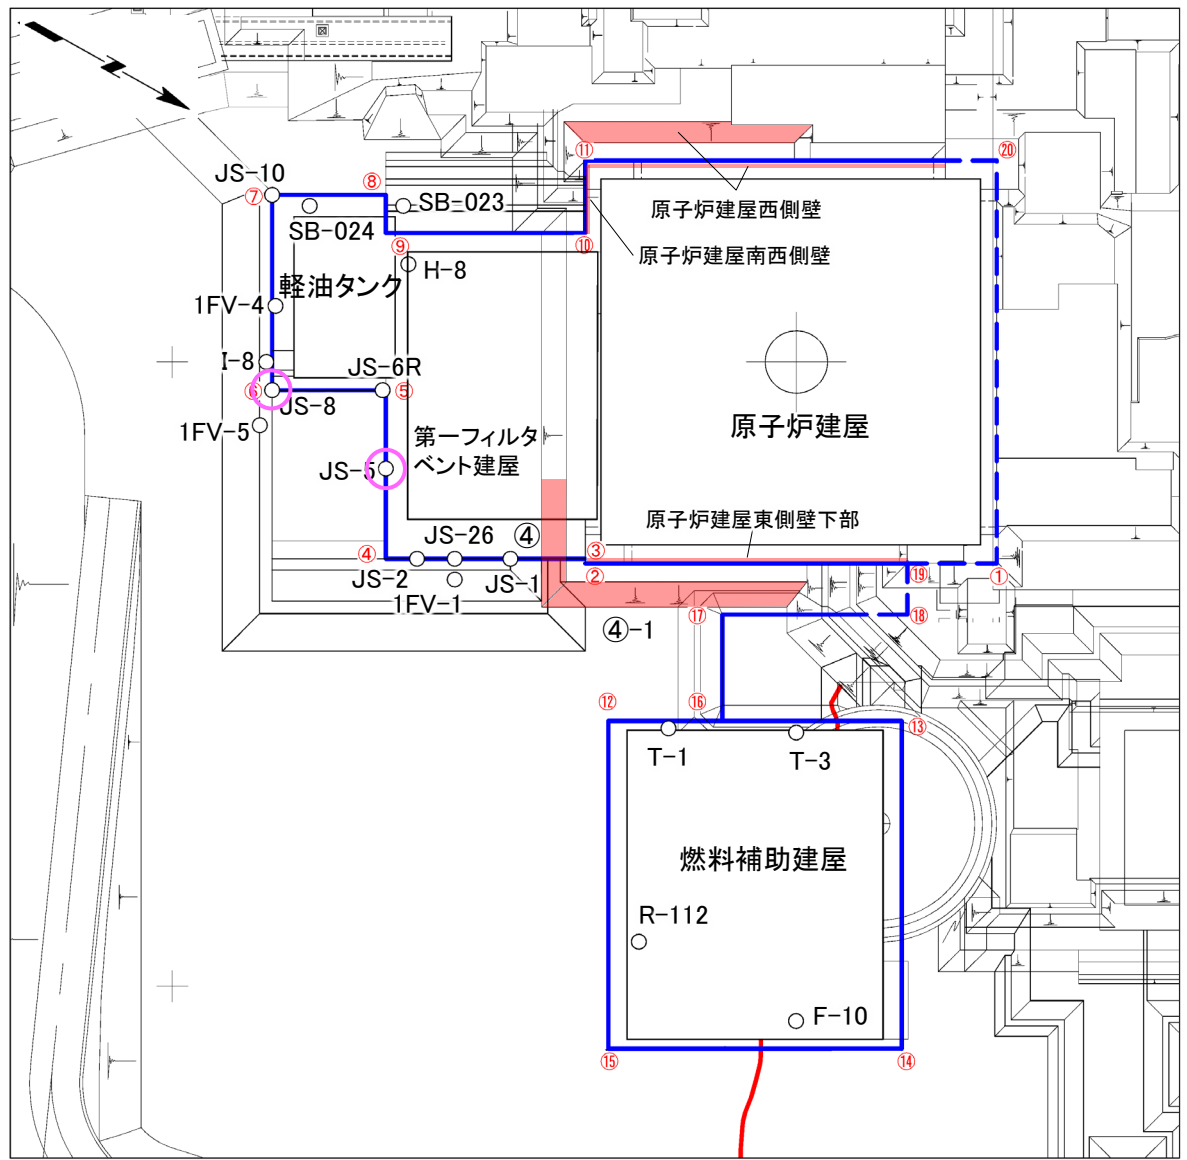 ⑪
⑳
JS-10
⑧
⑦
SB-023
原子炉建屋西側壁
SB-024
⑨
⑩
原子炉建屋南西側壁
H-8
軽油タンク
1FV-4
I-8
JS-6R
⑥
JS-8
⑤
原子炉建屋
1FV-5
第一フィルタ
ベント建屋
JS-5
原子炉建屋東側壁下部
JS-26
④
④
③
JS-2
JS-1
②
⑲
①
1FV-1
④-1
⑰
⑱
⑫
⑯
⑬
T-1
T-3
燃料補助建屋
R-112
F-10
⑮
⑭